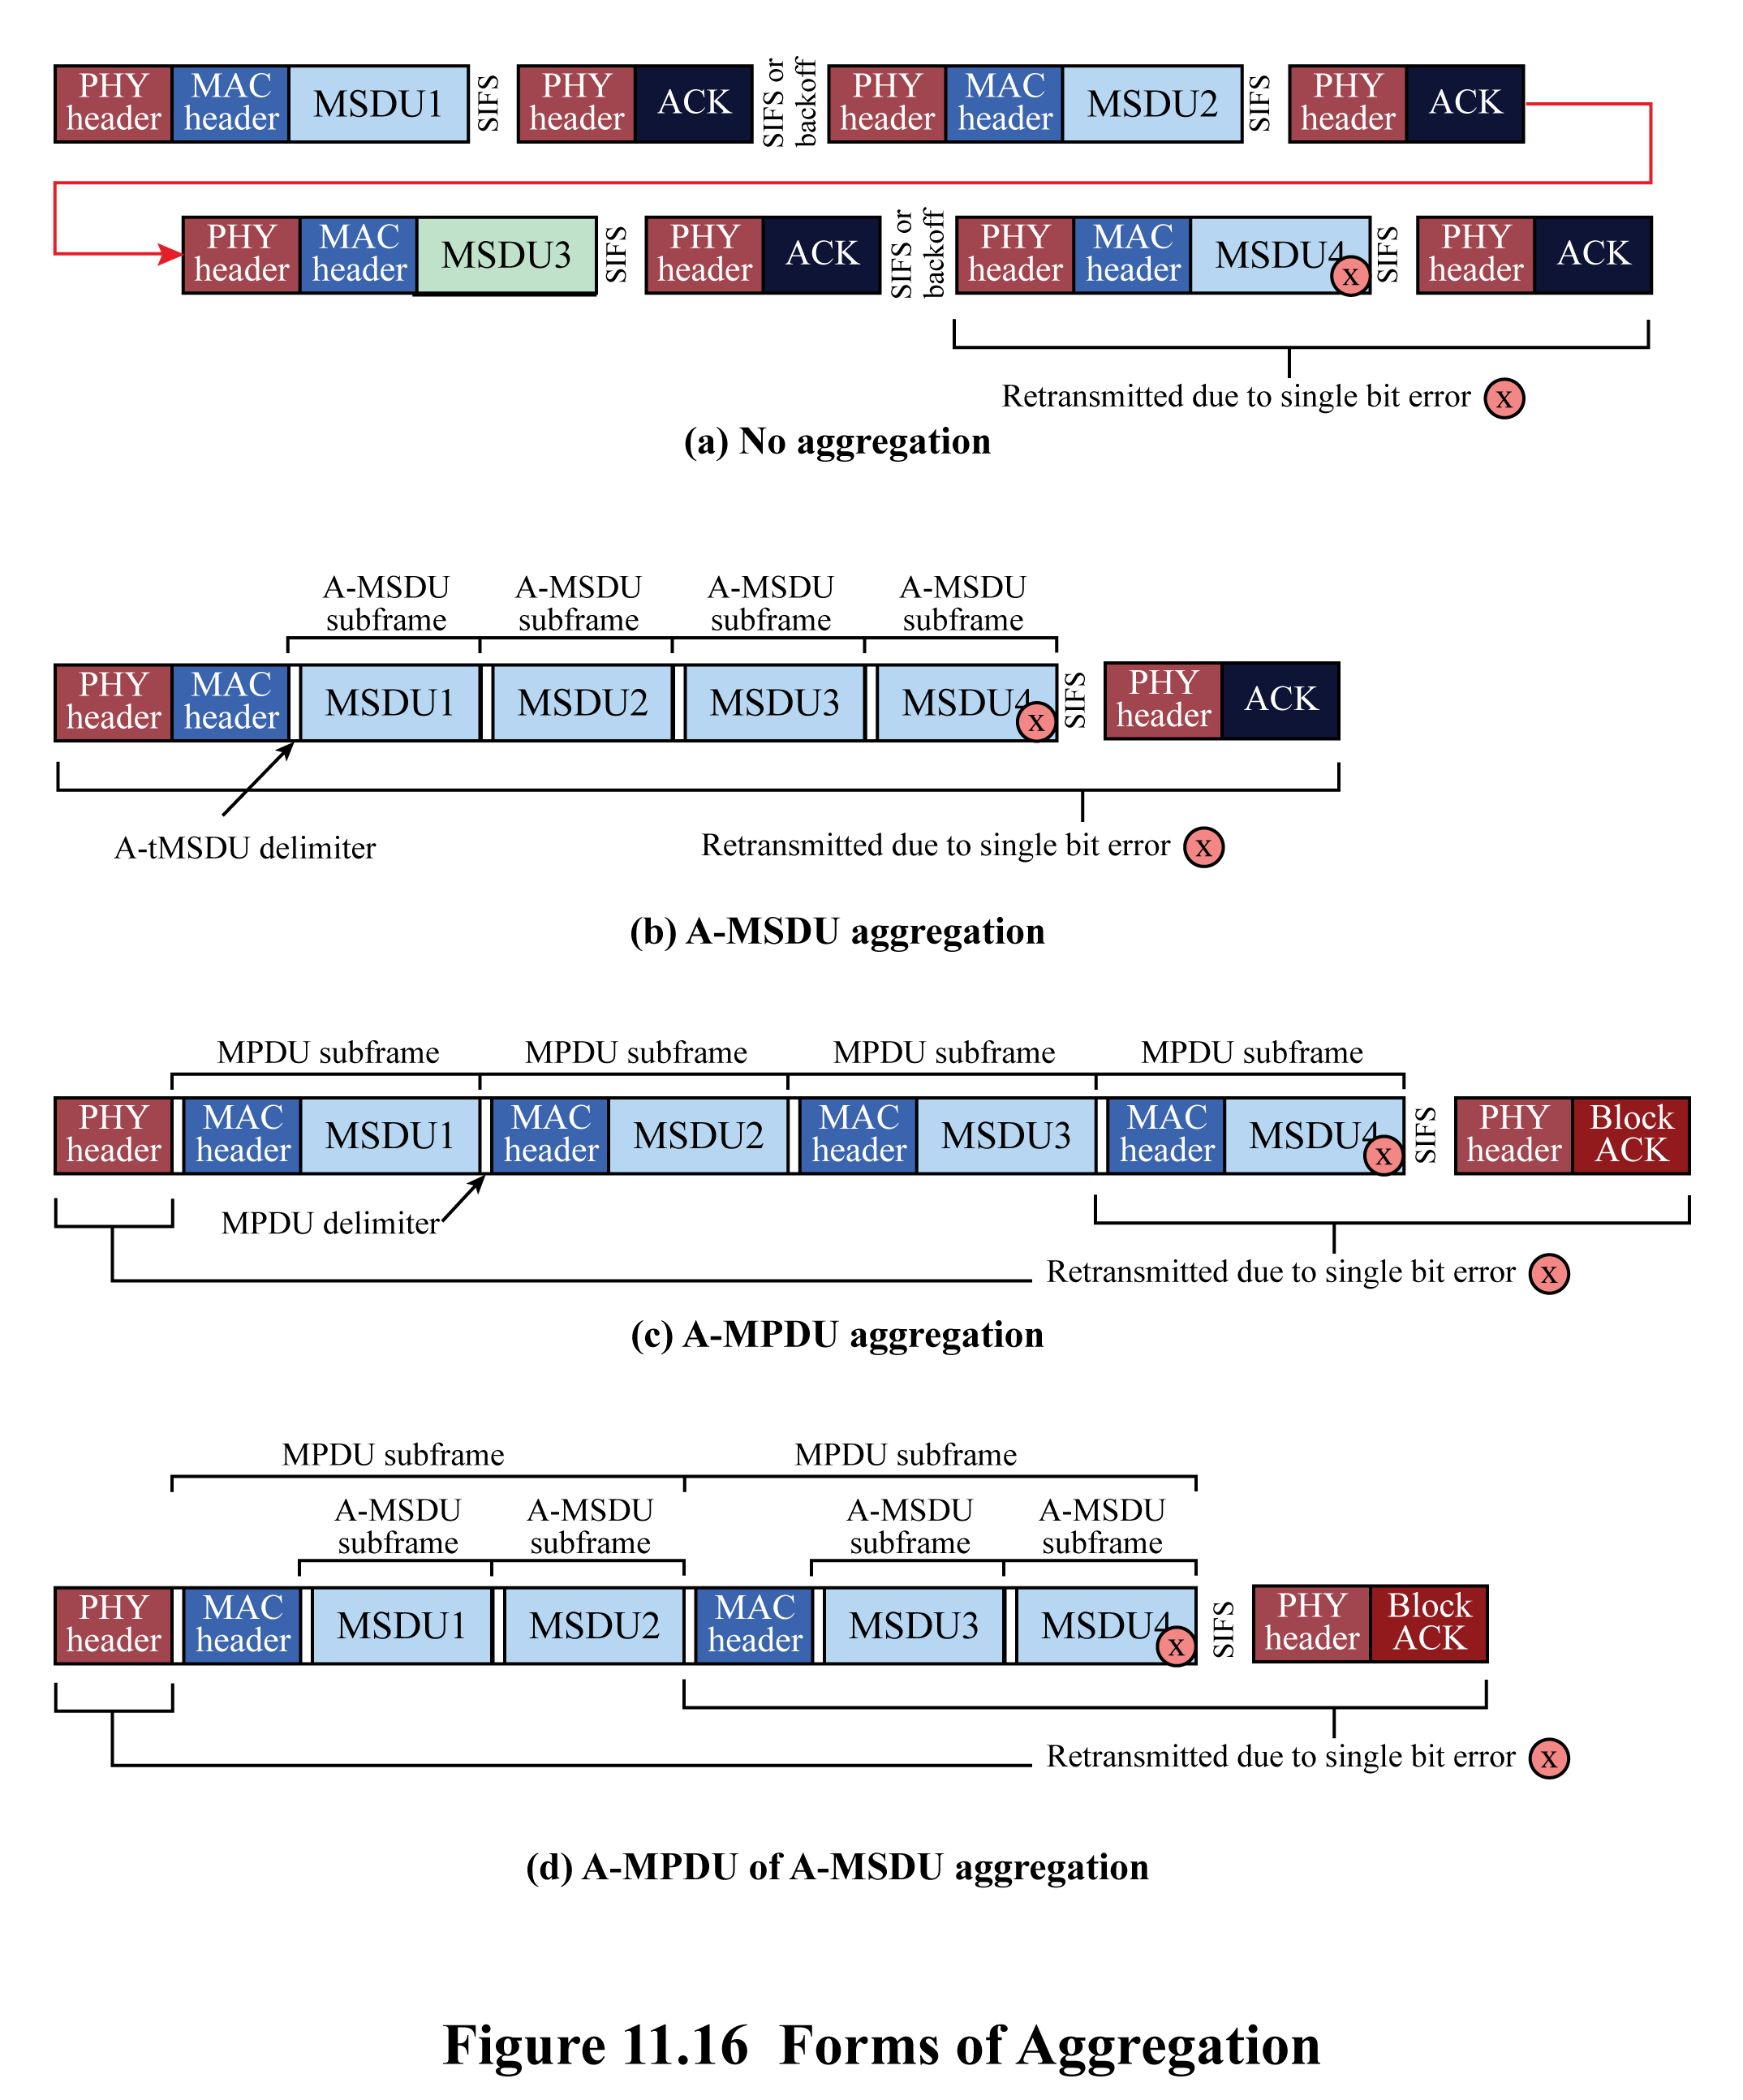 PHY header MAC header MSDU1 SIFS PHY header ACK SIFS or backoff PHY header MAC header MSDU2 SIFS PHY header ACK
PHY header MAC header MSDU3 SIFS PHY header ACK SIFS or backoff PHY header MAC header MSDU4 x SIFS PHY header ACK
Retransmitted due to single bit error x
(a) No aggregation
A-MSDU subframe A-MSDU subframe A-MSDU subframe A-MSDU subframe
PHY header MAC header MSDU1 MSDU2 MSDU3 MSDU4 x SIFS PHY header ACK
A-tMSDU delimiter
Retransmitted due to single bit error x
(b) A-MSDU aggregation
MPDU subframe MPDU subframe MPDU subframe MPDU subframe
PHY header MAC header MSDU1 MAC header MSDU2 MAC header MSDU3 MAC header MSDU4 x SIFS PHY header Block ACK
MPDU delimiter
Retransmitted due to single bit error x
(c) A-MPDU aggregation
MPDU subframe MPDU subframe
A-MSDU subframe A-MSDU subframe A-MSDU subframe A-MSDU subframe
PHY header MAC header MSDU1 MSDU2 MAC header MSDU3 MSDU4 x SIFS PHY header Block ACK
Retransmitted due to single bit error x
(d) A-MPDU of A-MSDU aggregation
Figure 11.16 Forms of Aggregation